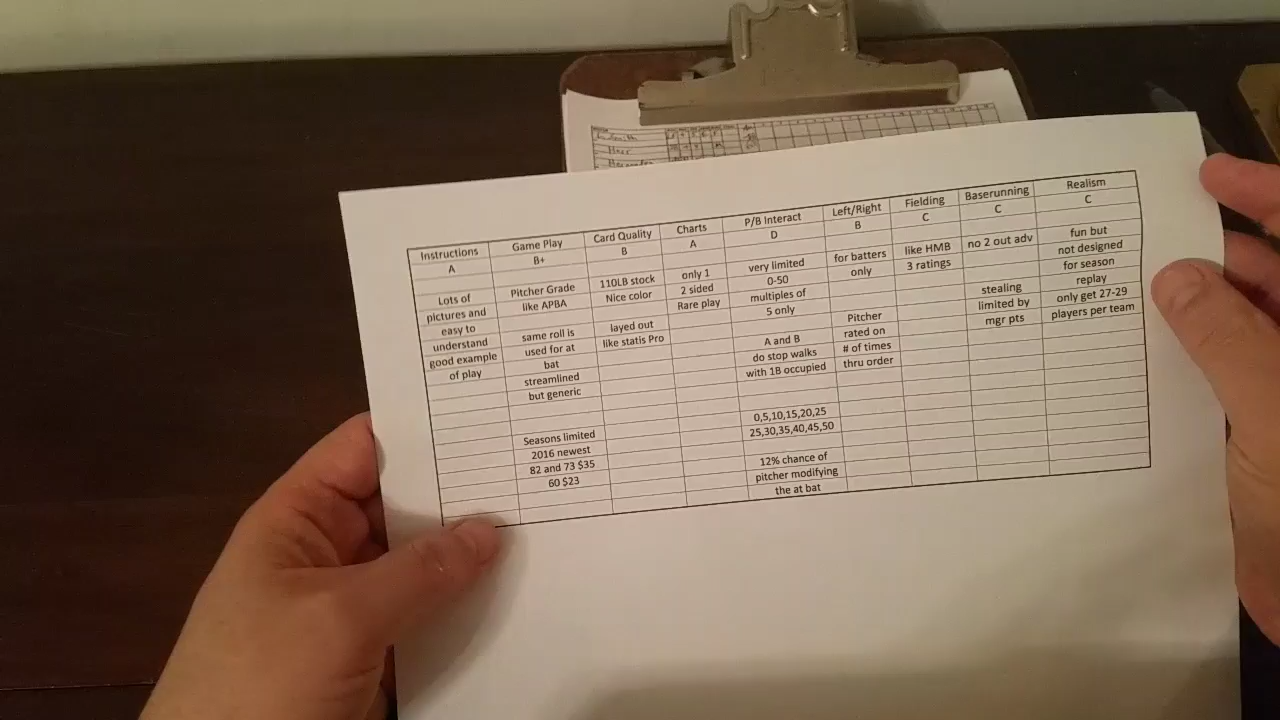 Smith
Instructions Game Play Card Quality Charts P/B Interact Left/Right Fielding Baserunning Realism
A B+ B A D B C C C
Lots of
pictures and
easy to
understand
good example
of play
Pitcher Grade
like APBA
same roll is
used for at
bat
streamlined
but generic
Seasons limited
2016 newest
82 and 73 $35
60 $23
110LB stock
Nice color
layed out
like statis Pro
only 1
2 sided
Rare play
very limited
0-50
multiples of
5 only
A and B
do stop walks
with 1B occupied
0,5,10,15,20,25
25,30,35,40,45,50
12% chance of
pitcher modifying
the at bat
for batters
only
Pitcher
rated on
# of times
thru order
like HMB
3 ratings
no 2 out adv
stealing
limited by
mgr pts
fun but
not designed
for season
replay
only get 27-29
players per team